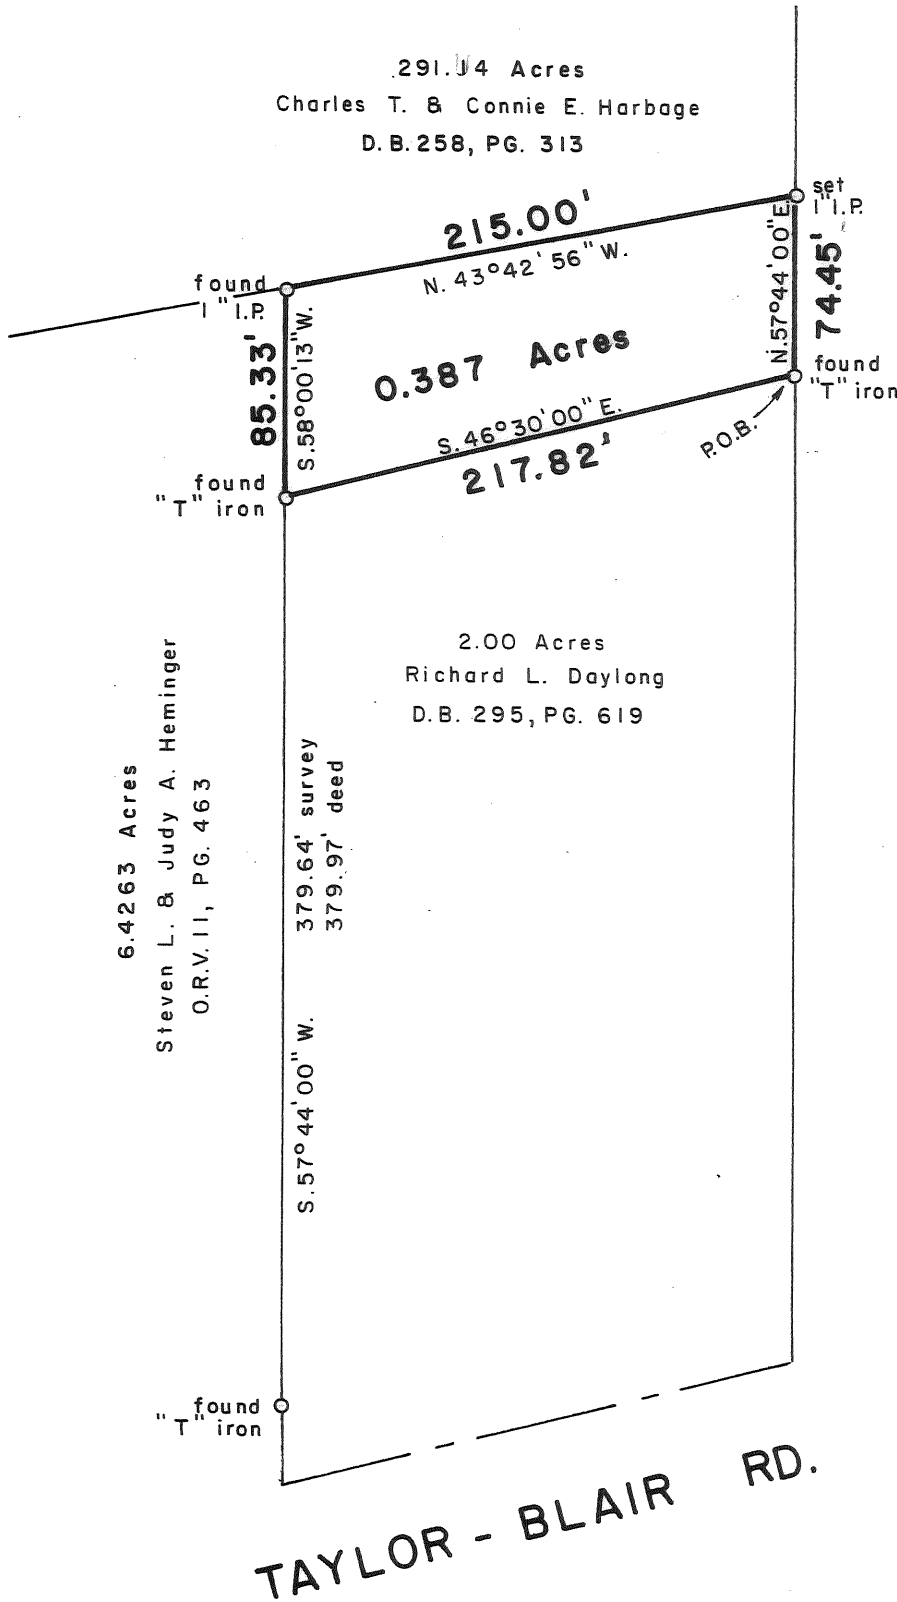 291.14 Acres
Charles T. & Connie E. Harbage
D.B. 258, PG. 313
set
1" I.P.
215.00'
N. 43°42'56" W.
N. 57°44'00" E.
74.45'
found
1" I.P.
85.33'
S. 58°00'13" W.
0.387 Acres
found
"T" iron
P.O.B.
S. 46°30'00" E.
217.82'
found
"T" iron
2.00 Acres
Richard L. Daylong
D.B. 295, PG. 619
6.4263 Acres
Steven L. & Judy A. Heminger
O.R.V. 11, PG. 463
379.64' survey
379.97' deed
S. 57°44'00" W.
found
"T" iron
TAYLOR - BLAIR RD.